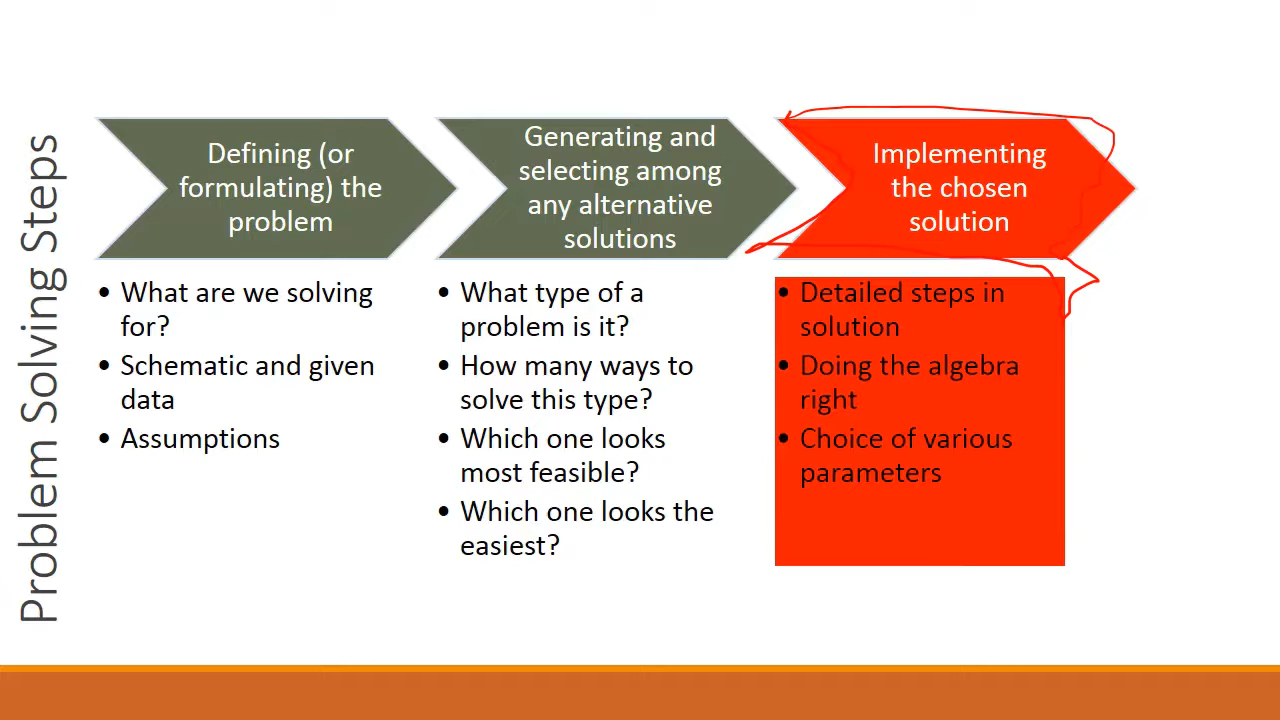 Problem Solving Steps
Defining (or
formulating) the
problem
• What are we solving
for?
• Schematic and given
data
• Assumptions
Generating and
selecting among
any alternative
solutions
• What type of a
problem is it?
• How many ways to
solve this type?
• Which one looks
most feasible?
• Which one looks the
easiest?
Implementing
the chosen
solution
• Detailed steps in
solution
• Doing the algebra
right
• Choice of various
parameters